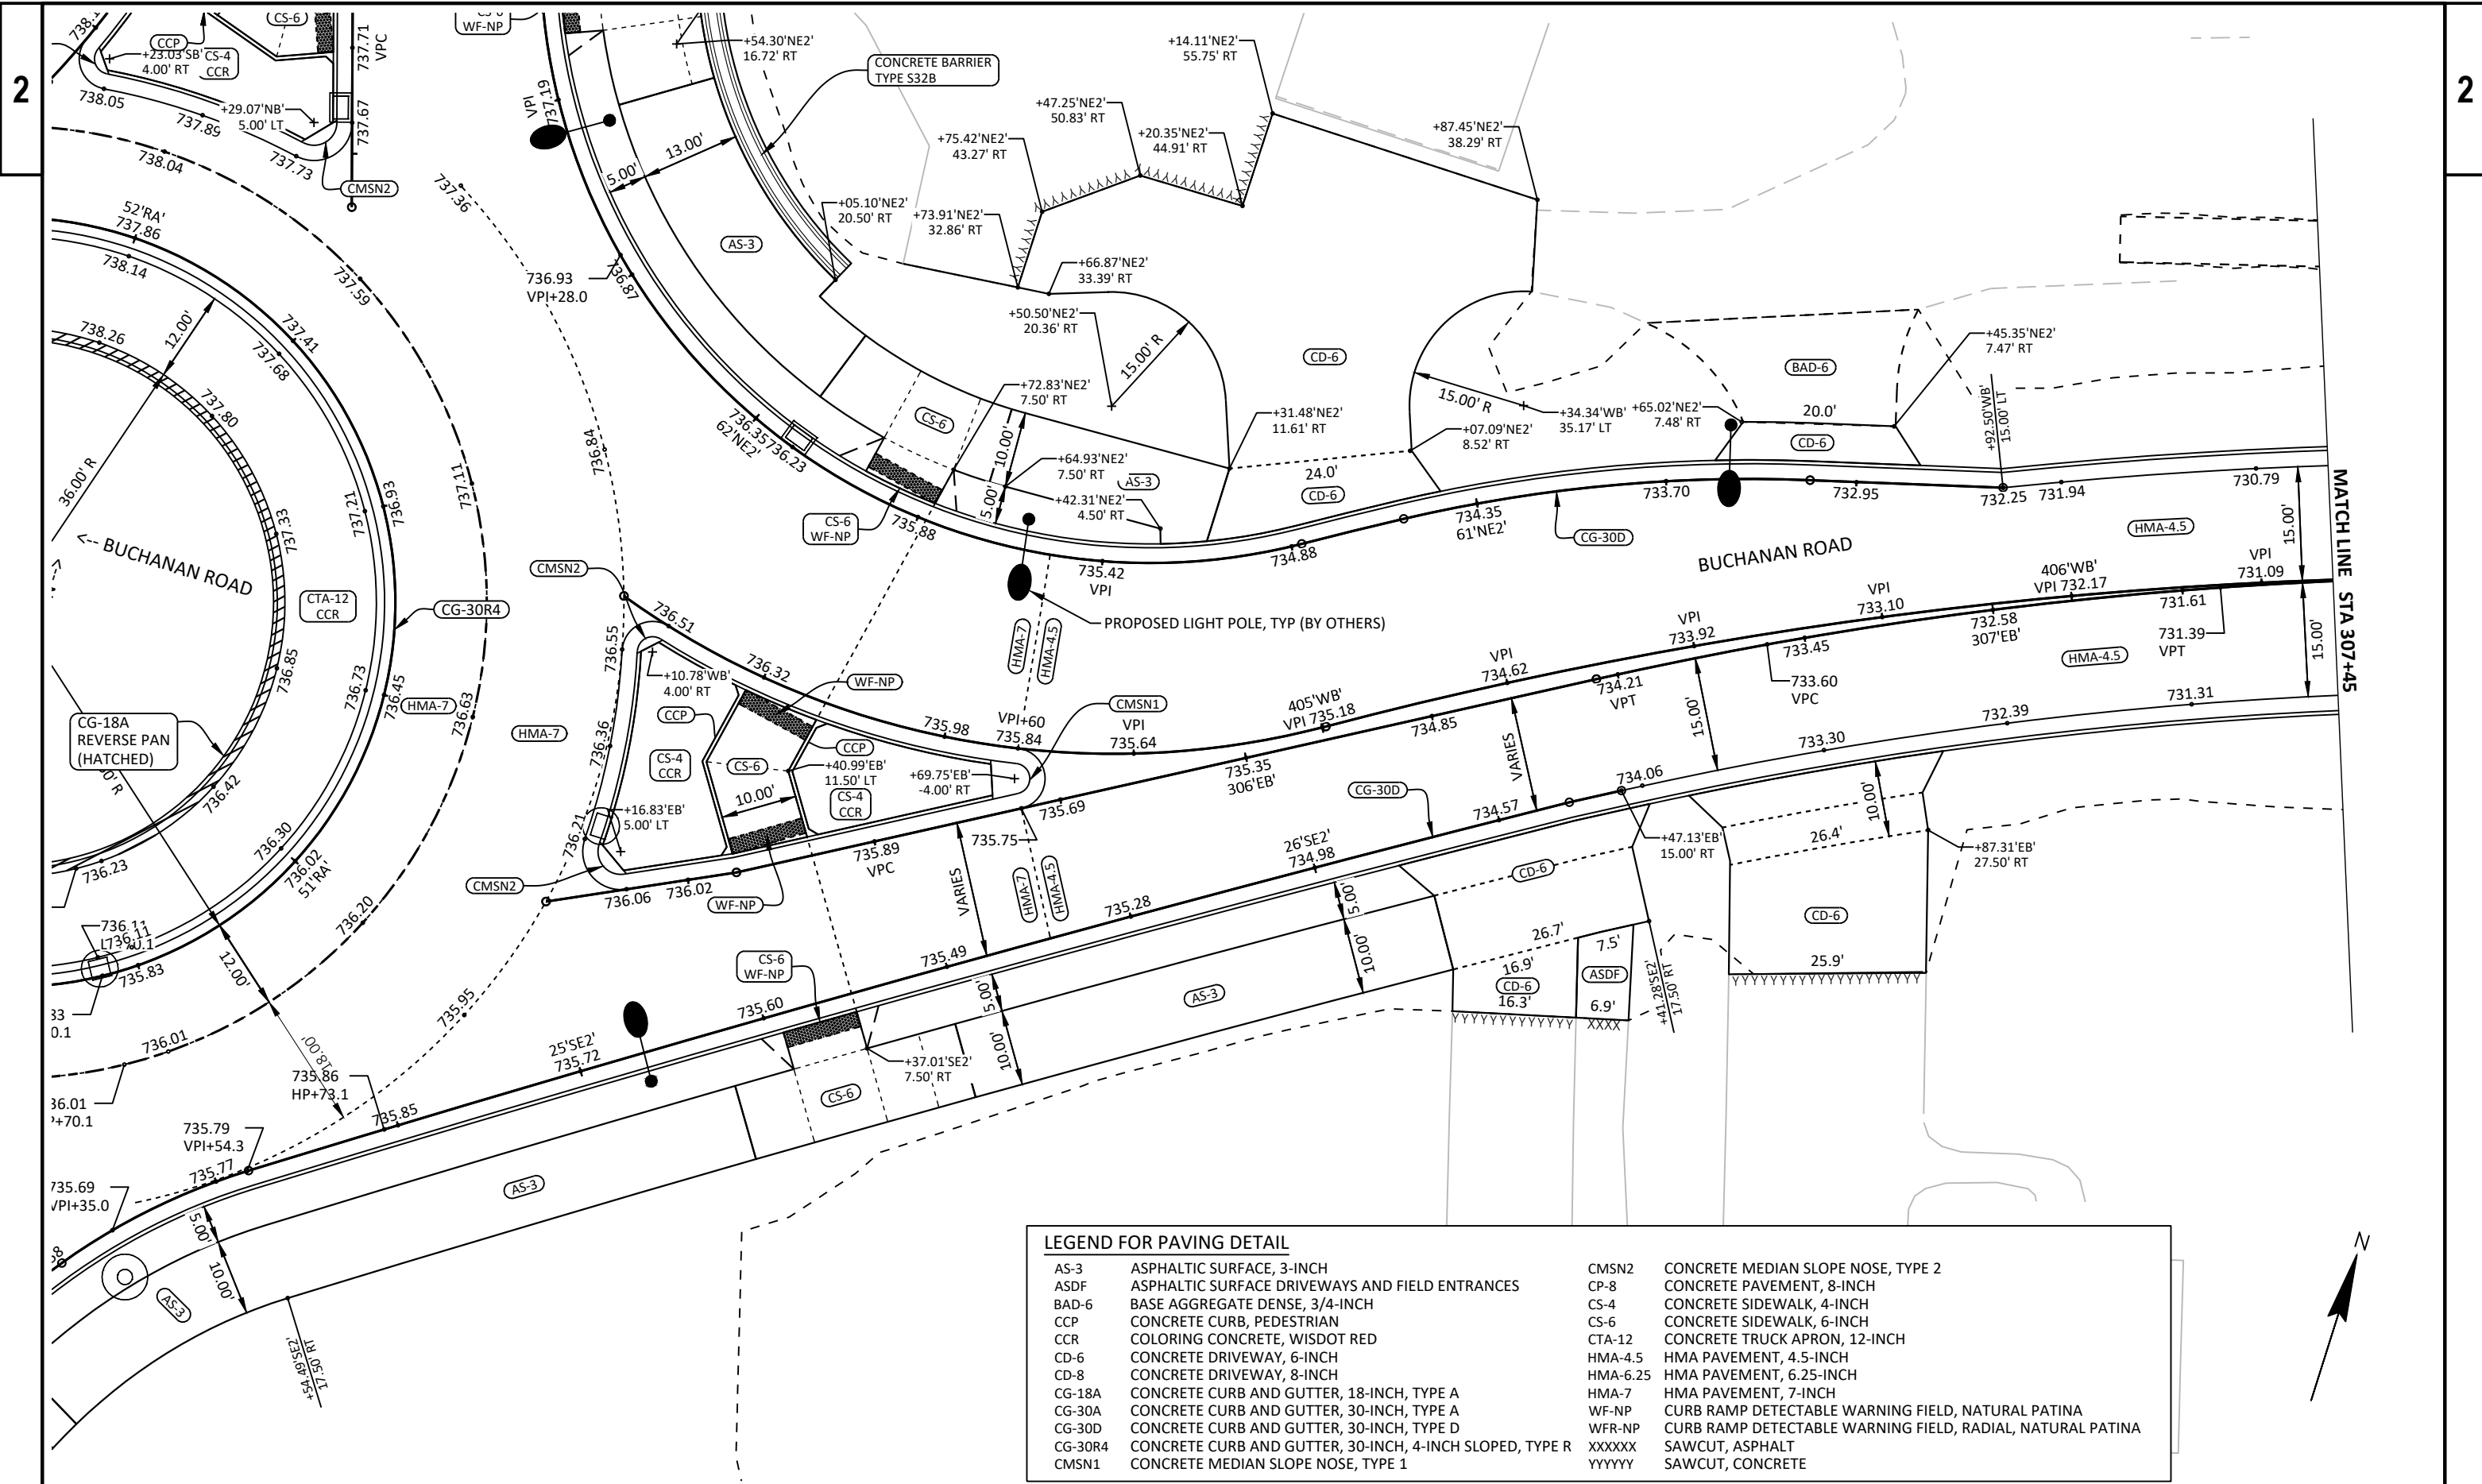 2
2
CCP
+23.03'SB'
4.00' RT
CS-4
CCR
CS-6
737.71
VPC
737.67
738.05
737.89
737.73
+29.07'NB'
5.00' LT
CMSN2
738.04
WF-NP
VPI
737.19
+54.30'NE2'
16.72' RT
CONCRETE BARRIER
TYPE S32B
13.00'
5.00'
AS-3
+14.11'NE2'
55.75' RT
+47.25'NE2'
50.83' RT
+20.35'NE2'
44.91' RT
+75.42'NE2'
43.27' RT
+87.45'NE2'
38.29' RT
+05.10'NE2'
20.50' RT
+73.91'NE2'
32.86' RT
+66.87'NE2'
33.39' RT
+50.50'NE2'
20.36' RT
15.00' R
CD-6
737.36
52'RA'
737.86
738.14
738.26
12.00'
737.59
737.41
737.68
737.80
36.00' R
736.93
VPI+28.0
736.87
736.35
62'NE2'
736.23
736.84
CS-6
+72.83'NE2'
7.50' RT
10.00'
+64.93'NE2'
7.50' RT
AS-3
5.00'
+42.31'NE2'
4.50' RT
+31.48'NE2'
11.61' RT
24.0'
CD-6
15.00' R
+34.34'WB'
35.17' LT
+07.09'NE2'
8.52' RT
+65.02'NE2'
7.48' RT
BAD-6
20.0'
CD-6
+45.35'NE2'
7.47' RT
+92.50'WB'
15.00' LT
737.11
737.21
736.93
737.33
<-- BUCHANAN ROAD
CTA-12
CCR
CG-30R4
736.85
736.73
736.45
HMA-7
736.63
CG-18A
REVERSE PAN
(HATCHED)
736.42
736.30
736.02
51'RA'
736.23
736.20
736.11
735.83
12.00'
18.00'
735.95
736.01
CS-6
WF-NP
735.88
735.42
VPI
734.88
734.35
61'NE2'
733.70
732.95
732.25
731.94
730.79
CG-30D
BUCHANAN ROAD
HMA-4.5
15.00'
MATCH LINE STA 307+45
PROPOSED LIGHT POLE, TYP (BY OTHERS)
HMA-7
HMA-4.5
CMSN2
736.51
736.55
736.32
+10.78'WB'
4.00' RT
WF-NP
CCP
CCP
HMA-7
736.36
CS-4
CCR
CS-6
+40.99'EB'
11.50' LT
CS-4
CCR
10.00'
735.98
VPI+60
735.84
+69.75'EB'
-4.00' RT
CMSN1
VPI
735.64
+16.83'EB'
5.00' LT
736.21
CMSN2
736.06
736.02
WF-NP
735.89
VPC
735.75
735.69
735.35
306'EB'
405'WB'
VPI 735.18
734.85
VPI
734.62
734.21
VPT
VPI
733.92
733.60
VPC
733.45
VPI
733.10
732.58
307'EB'
406'WB'
VPI 732.17
731.61
731.39
VPT
VPI
731.09
HMA-4.5
15.00'
731.31
732.39
733.30
734.06
15.00'
VARIES
VARIES
HMA-7
HMA-4.5
CG-30D
734.57
26'SE2'
734.98
735.28
735.49
735.60
25'SE2'
735.72
+47.13'EB'
15.00' RT
26.4'
10.00'
+87.31'EB'
27.50' RT
CD-6
CD-6
25.9'
26.7'
7.5'
ASDF
6.9'
16.9'
CD-6
16.3'
+41.28'SE2'
17.50' RT
YYYYYYYYYYYYY
XXXX
5.00'
10.00'
AS-3
CS-6
WF-NP
5.00'
10.00'
+37.01'SE2'
7.50' RT
CS-6
735.86
HP+73.1
735.85
735.79
VPI+54.3
735.77
735.69
VPI+35.0
5.00'
10.00'
AS-3
AS-3
+54.49'SE2'
17.50' RT
N
LEGEND FOR PAVING DETAIL
AS-3 ASPHALTIC SURFACE, 3-INCH
ASDF ASPHALTIC SURFACE DRIVEWAYS AND FIELD ENTRANCES
BAD-6 BASE AGGREGATE DENSE, 3/4-INCH
CCP CONCRETE CURB, PEDESTRIAN
CCR COLORING CONCRETE, WISDOT RED
CD-6 CONCRETE DRIVEWAY, 6-INCH
CD-8 CONCRETE DRIVEWAY, 8-INCH
CG-18A CONCRETE CURB AND GUTTER, 18-INCH, TYPE A
CG-30A CONCRETE CURB AND GUTTER, 30-INCH, TYPE A
CG-30D CONCRETE CURB AND GUTTER, 30-INCH, TYPE D
CG-30R4 CONCRETE CURB AND GUTTER, 30-INCH, 4-INCH SLOPED, TYPE R
CMSN1 CONCRETE MEDIAN SLOPE NOSE, TYPE 1
CMSN2 CONCRETE MEDIAN SLOPE NOSE, TYPE 2
CP-8 CONCRETE PAVEMENT, 8-INCH
CS-4 CONCRETE SIDEWALK, 4-INCH
CS-6 CONCRETE SIDEWALK, 6-INCH
CTA-12 CONCRETE TRUCK APRON, 12-INCH
HMA-4.5 HMA PAVEMENT, 4.5-INCH
HMA-6.25 HMA PAVEMENT, 6.25-INCH
HMA-7 HMA PAVEMENT, 7-INCH
WF-NP CURB RAMP DETECTABLE WARNING FIELD, NATURAL PATINA
WFR-NP CURB RAMP DETECTABLE WARNING FIELD, RADIAL, NATURAL PATINA
XXXXXX SAWCUT, ASPHALT
YYYYYY SAWCUT, CONCRETE